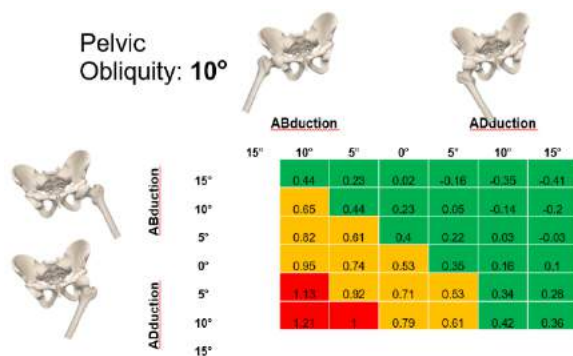 Pelvic
Obliquity: 10°
ABduction ADduction
15° 10° 5° 0° 5° 10° 15°
ABduction
15° 0.44 0.23 0.02 -0.16 -0.35 -0.41
10° 0.65 0.44 0.23 0.05 -0.14 -0.2
5° 0.82 0.61 0.4 0.22 0.03 -0.03
0° 0.95 0.74 0.53 0.35 0.16 0.1
ADduction
5° 1.13 0.92 0.71 0.53 0.34 0.28
10° 1.21 1 0.79 0.61 0.42 0.36
15°